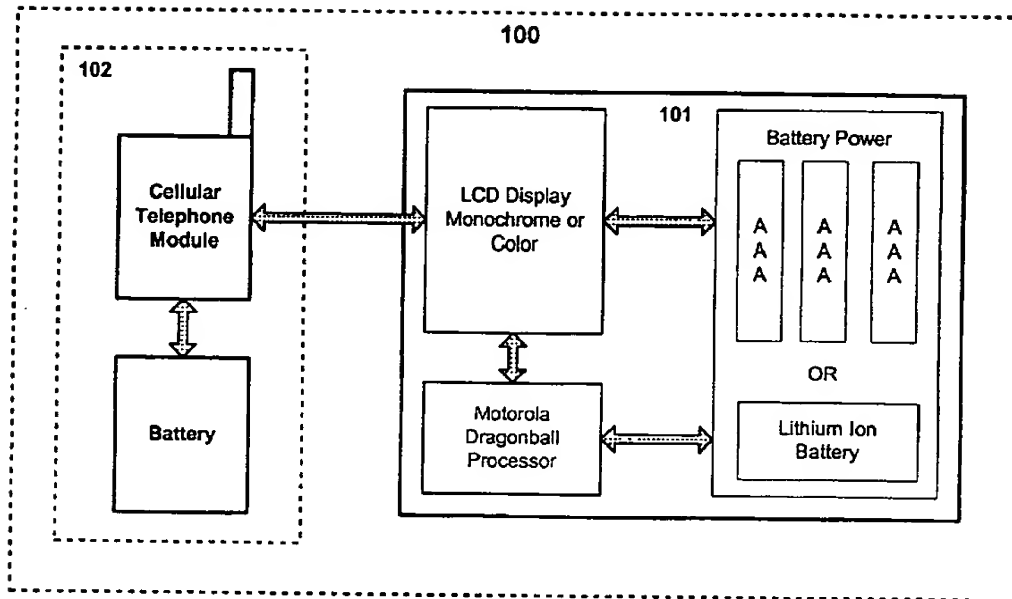 100
102
Cellular
Telephone
Module
Battery
101
LCD Display
Monochrome or
Color
Motorola
Dragonball
Processor
Battery Power
A A A
A A A
A A A
OR
Lithium Ion
Battery